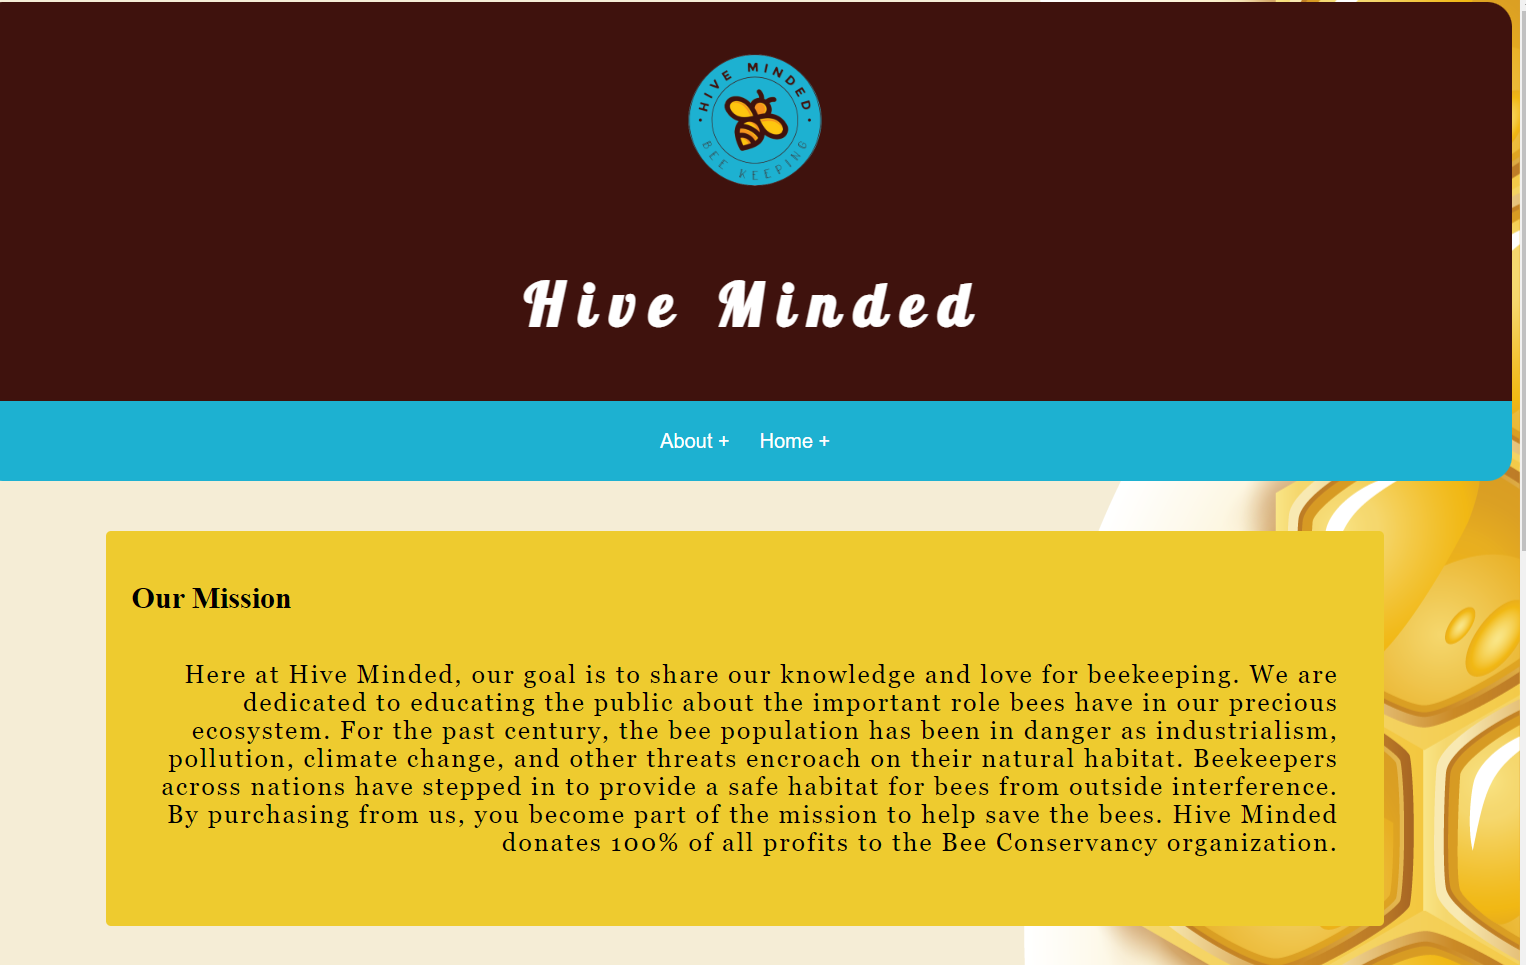 HIVE MINDED
BEE KEEPING
Hive Minded
About + Home +
Our Mission
Here at Hive Minded, our goal is to share our knowledge and love for beekeeping. We are
dedicated to educating the public about the important role bees have in our precious
ecosystem. For the past century, the bee population has been in danger as industrialism,
pollution, climate change, and other threats encroach on their natural habitat. Beekeepers
across nations have stepped in to provide a safe habitat for bees from outside interference.
By purchasing from us, you become part of the mission to help save the bees. Hive Minded
donates 100% of all profits to the Bee Conservancy organization.